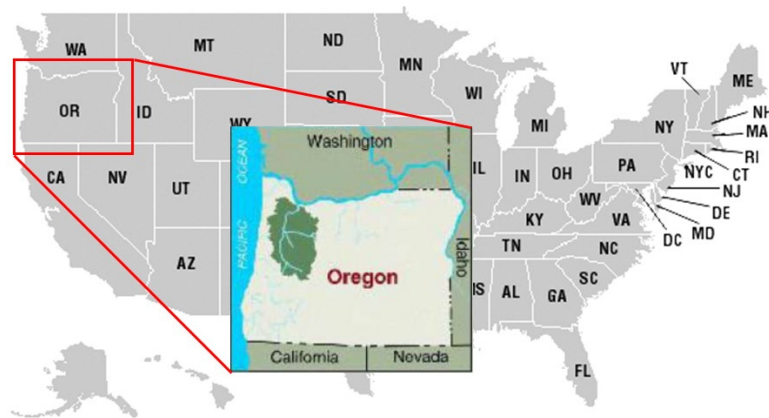 WA
MT
ND
MN
OR
ID
WY
SD
WI
MI
VT
ME
NH
MA
NY
RI
CT
NYC
NJ
PA
DE
MD
DC
CA
NV
UT
AZ
IL
IN
OH
WV
VA
KY
TN
NC
SC
MS
AL
GA
FL
PACIFIC OCEAN
Washington
Idaho
Oregon
California
Nevada